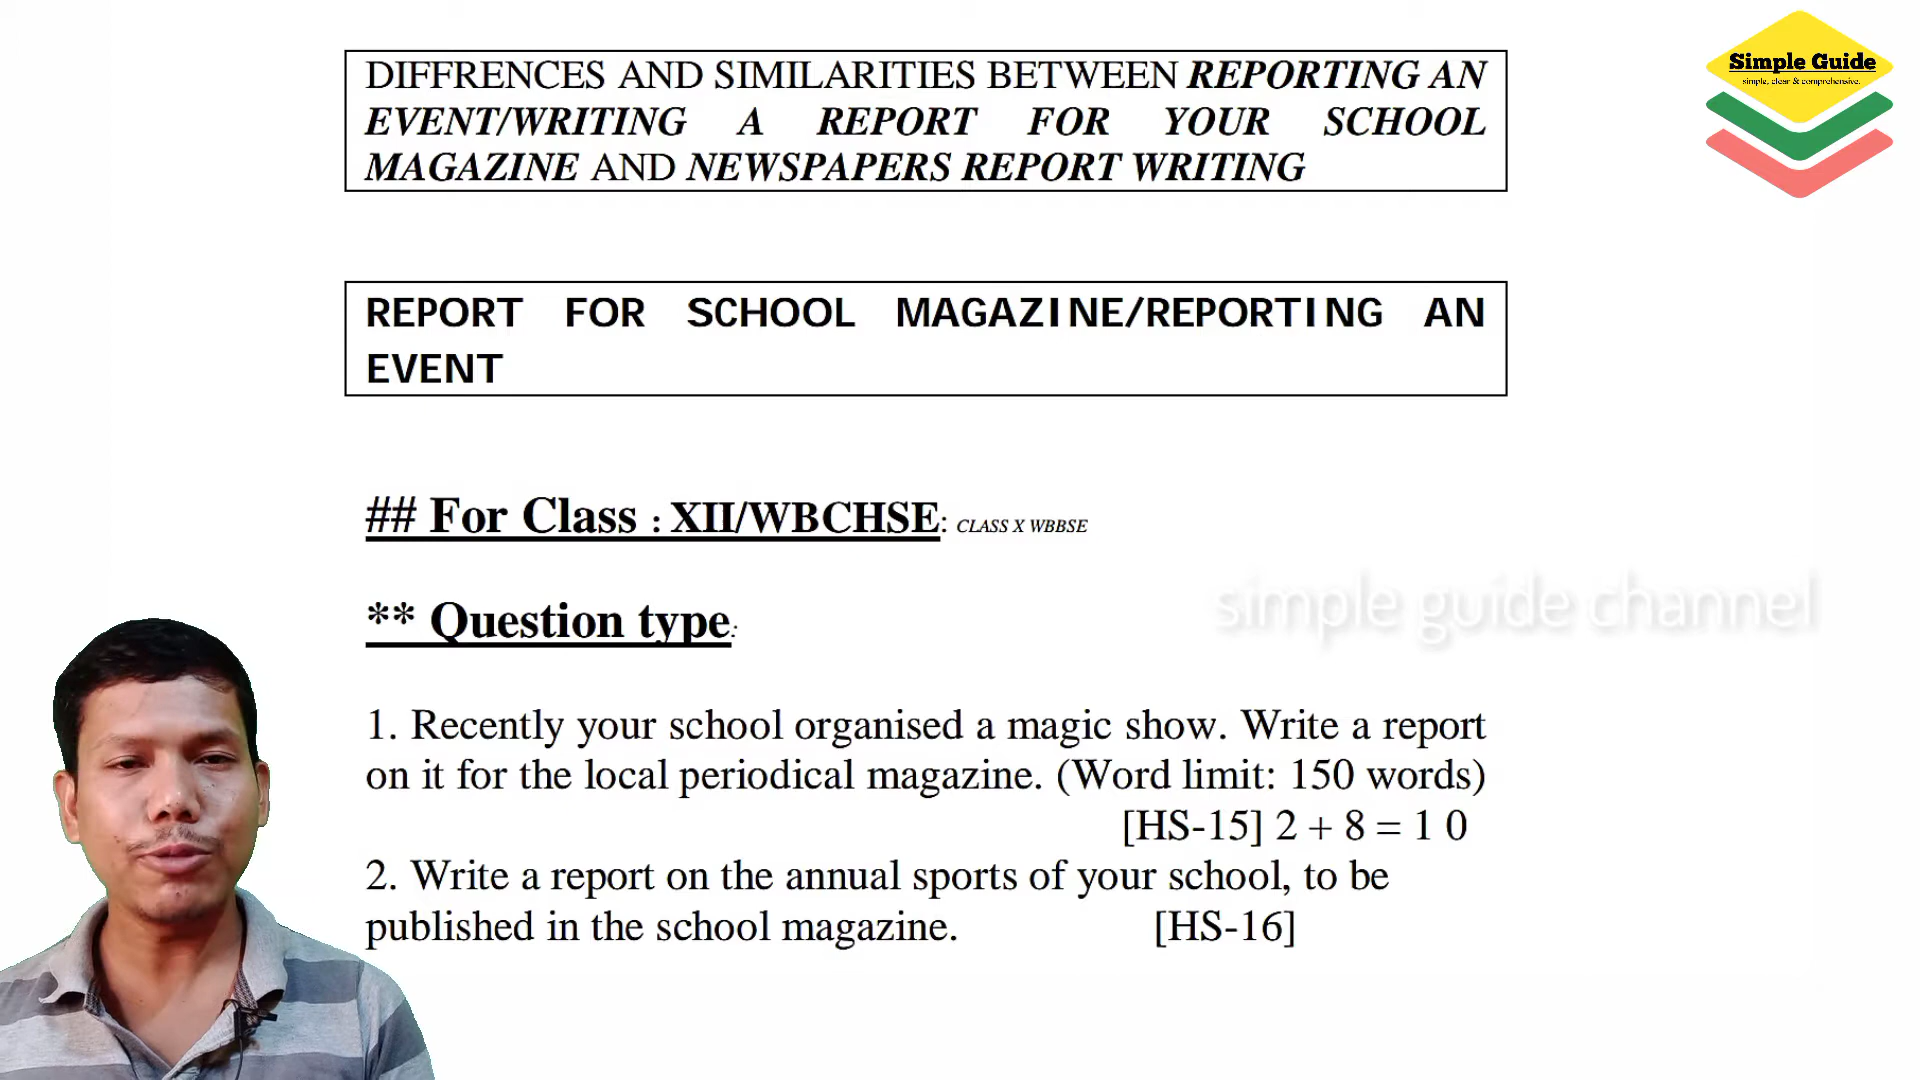 DIFFRENCES AND SIMILARITIES BETWEEN REPORTING AN
EVENT/WRITING A REPORT FOR YOUR SCHOOL
MAGAZINE AND NEWSPAPERS REPORT WRITING
Simple Guide
simple, clear & comprehensive.
REPORT FOR SCHOOL MAGAZINE/REPORTING AN
EVENT
## For Class : XII/WBCHSE: CLASS X WBBSE
simple guide channel
** Question type:
1. Recently your school organised a magic show. Write a report
on it for the local periodical magazine. (Word limit: 150 words)
[HS-15] 2 + 8 = 1 0
2. Write a report on the annual sports of your school, to be
published in the school magazine. [HS-16]